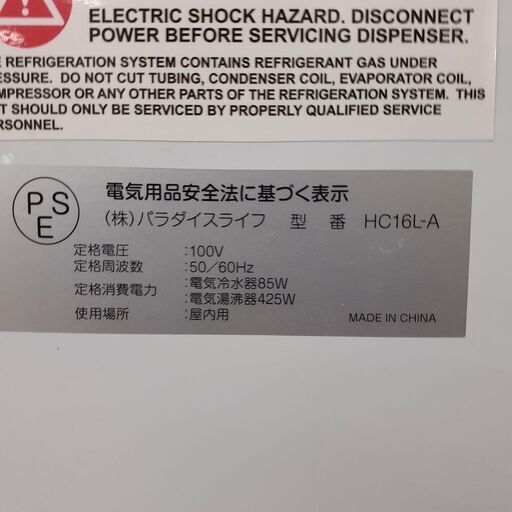 ELECTRIC SHOCK HAZARD. DISCONNECT
POWER BEFORE SERVICING DISPENSER.
REFRIGERATION SYSTEM CONTAINS REFRIGERANT GAS UNDER
ESSURE. DO NOT CUT TUBING, CONDENSER COIL, EVAPORATOR COIL,
MPRESSOR OR ANY OTHER PARTS OF THE REFRIGERATION SYSTEM. THIS
T SHOULD ONLY BE SERVICED BY PROPERLY QUALIFIED SERVICE
RSONNEL.
PSE
電気用品安全法に基づく表示
(株)パラダイスライフ 型 番 HC16L-A
定格電圧 :100V
定格周波数 :50/60Hz
定格消費電力 :電気冷水器85W
:電気湯沸器425W
使用場所 :屋内用
MADE IN CHINA